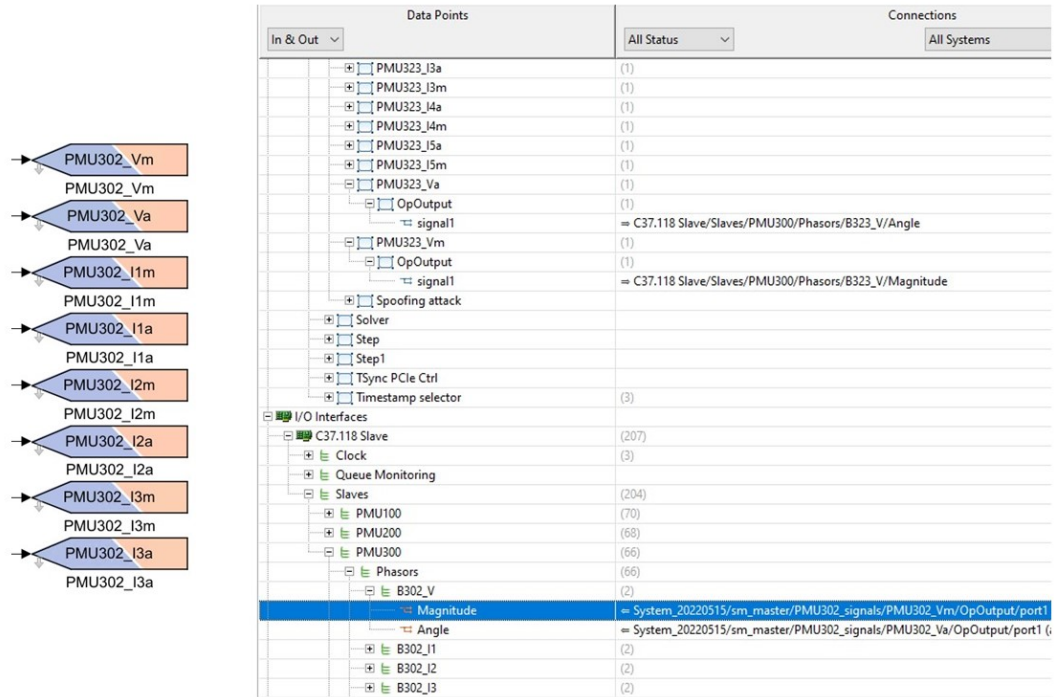 PMU302_Vm
PMU302_Vm
PMU302_Va
PMU302_Va
PMU302_I1m
PMU302_I1m
PMU302_I1a
PMU302_I1a
PMU302_I2m
PMU302_I2m
PMU302_I2a
PMU302_I2a
PMU302_I3m
PMU302_I3m
PMU302_I3a
PMU302_I3a
Data Points Connections
In & Out All Status All Systems
PMU323_I3a (1)
PMU323_I3m (1)
PMU323_I4a (1)
PMU323_I4m (1)
PMU323_I5a (1)
PMU323_I5m (1)
PMU323_Va (1)
OpOutput (1)
signal1 ⇒ C37.118 Slave/Slaves/PMU300/Phasors/B323_V/Angle
PMU323_Vm (1)
OpOutput (1)
signal1 ⇒ C37.118 Slave/Slaves/PMU300/Phasors/B323_V/Magnitude
Spoofing attack
Solver
Step
Step1
TSync PCIe Ctrl
Timestamp selector (3)
I/O Interfaces
C37.118 Slave (207)
Clock (3)
Queue Monitoring
Slaves (204)
PMU100 (70)
PMU200 (68)
PMU300 (66)
Phasors (66)
B302_V (2)
Magnitude ⇐ System_20220515/sm_master/PMU302_signals/PMU302_Vm/OpOutput/port1
Angle ⇐ System_20220515/sm_master/PMU302_signals/PMU302_Va/OpOutput/port1
B302_I1 (2)
B302_I2 (2)
B302_I3 (2)